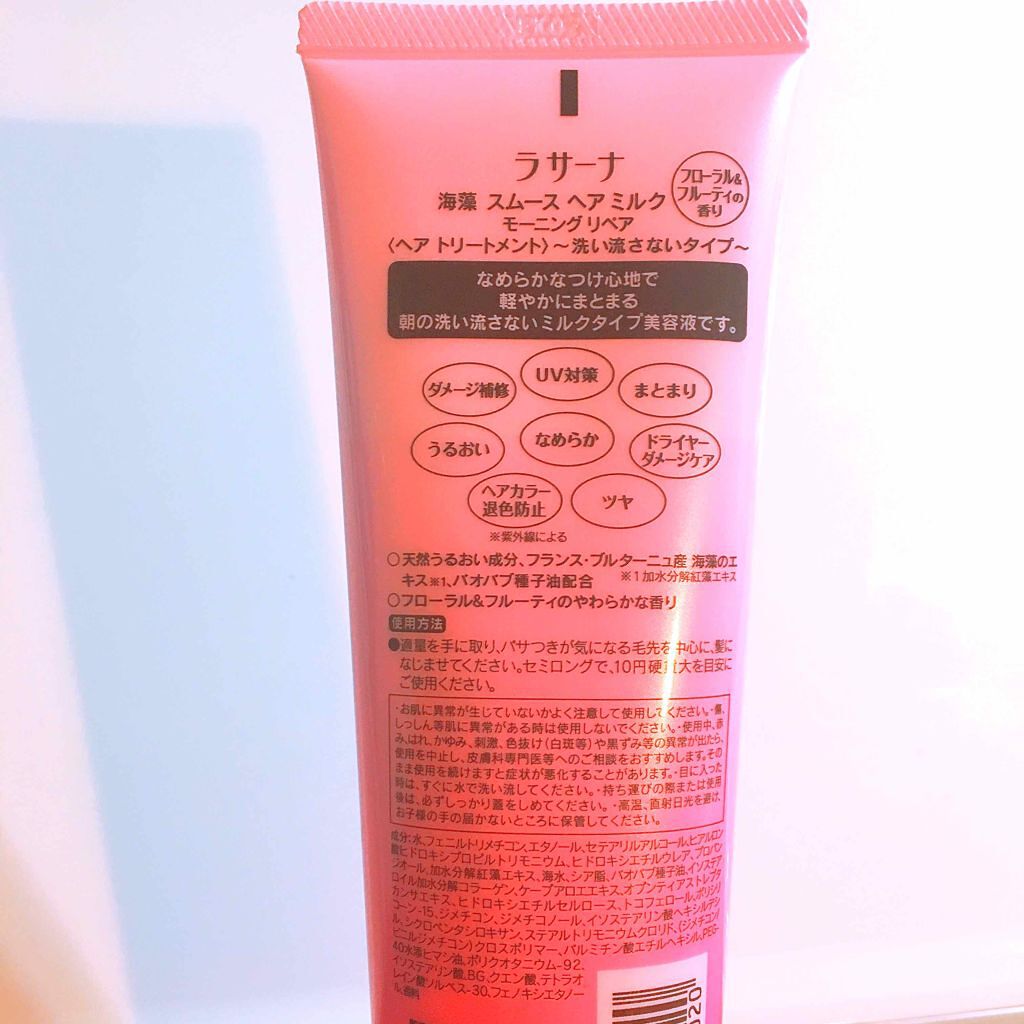 ラサーナ
海藻 スムース ヘア ミルク
モーニングリペア
〈ヘア トリートメント〉〜洗い流さないタイプ〜
フローラル&
フルーティの
香り
なめらかなつけ心地で
軽やかにまとまる
朝の洗い流さないミルクタイプ美容液です。
ダメージ補修
UV対策
まとまり
うるおい
なめらか
ドライヤー
ダメージケア
ヘアカラー
退色防止
ツヤ
※紫外線による
○天然うるおい成分、フランス・ブルターニュ産 海藻のエ
キス※1、バオバブ種子油配合
※1加水分解紅藻エキス
○フローラル&フルーティのやわらかな香り
使用方法
●適量を手に取り、パサつきが気になる毛先を中心に、髪に
なじませてください。セミロングで、10円硬貨大を目安に
ご使用ください。
・お肌に異常が生じていないかよく注意して使用してください。・傷、
しっしん等肌に異常がある時は使用しないでください。・使用中、赤
み、はれ、かゆみ、刺激、色抜け(白斑等)や黒ずみ等の異常が出たら、
使用を中止し、皮膚科専門医等へのご相談をおすすめします。その
まま使用を続けますと症状が悪化することがあります。・目に入った
時は、すぐに水で洗い流してください。・持ち運びの際または使用
後は、必ずしっかり蓋をしめてください。・高温、直射日光を避け、
お子様の手の届かないところに保管してください。
成分:水、フェニルトリメチコン、エタノール、セテアリルアルコール、ヒアルロン
酸ヒドロキシプロピルトリモニウム、ヒドロキシエチルウレア、プロパン
ジオール、加水分解紅藻エキス、海水、シア脂、バオバブ種子油、イソステア
ロイル加水分解コラーゲン、ケープアロエエキス、オプンティアストレプタ
カンサエキス、ヒドロキシエチルセルロース、トコフェロール、ポリシリ
コーン-15、ジメチコン、ジメチコノール、イソステアリン酸ヘキシルデシ
ル、シクロペンタシロキサン、ステアルトリモニウムクロリド、(ジメチコン/
ビニルジメチコン)クロスポリマー、パルミチン酸エチルヘキシル、PEG-
40水添ヒマシ油、ポリクオタニウム-92、
イソステアリン酸、BG、クエン酸、テトラオ
レイン酸ソルベス-30、フェノキシエタノー
ル、香料